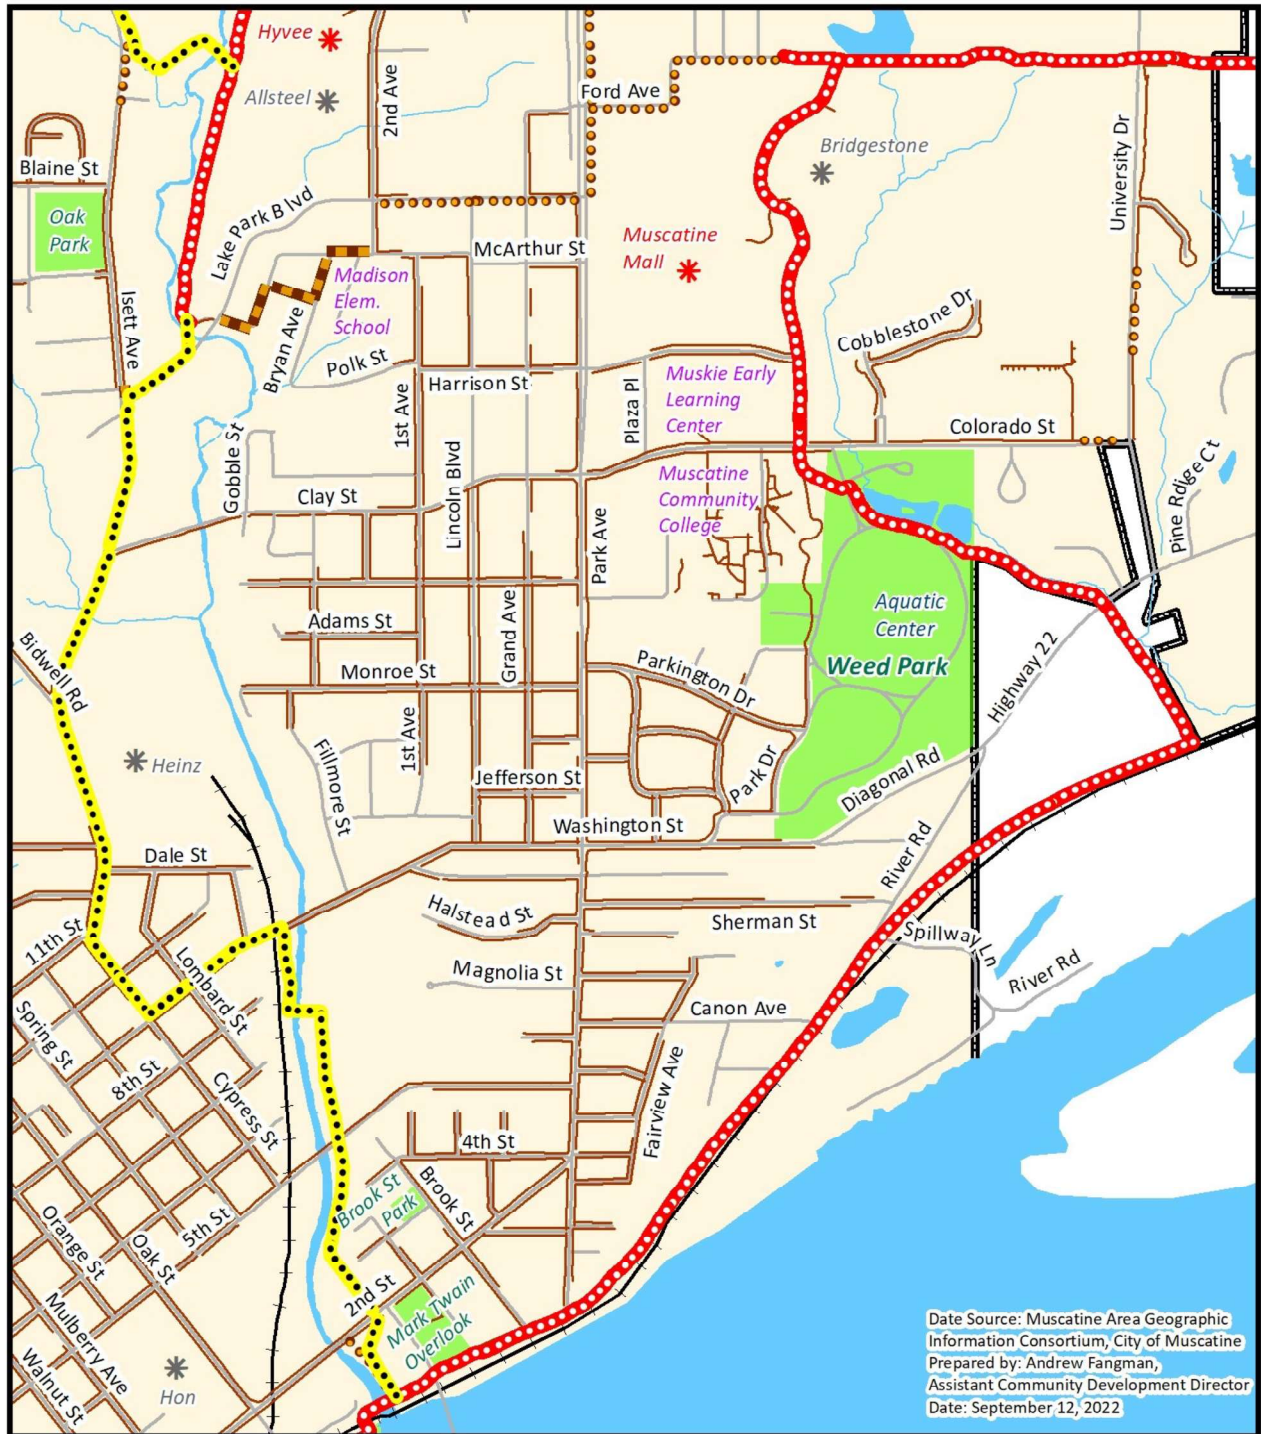 Hyvee
Allsteel
2nd Ave
Ford Ave
Bridgestone
University Dr
Blaine St
Oak
Park
Lake Park Blvd
McArthur St
Muscatine
Mall
Madison
Elem.
School
Isett Ave
Bryan Ave
Polk St
Harrison St
1st Ave
Plaza Pl
Muskie Early
Learning
Center
Cobblestone Dr
Colorado St
Gobble St
Clay St
Lincoln Blvd
Muscatine
Community
College
Park Ave
Pine Rdige Ct
Adams St
Grand Ave
Aquatic
Center
Weed Park
Bidwell Rd
Monroe St
Parkington Dr
Highway 22
1st Ave
Fillmore St
Heinz
Jefferson St
Park Dr
Diagonal Rd
Washington St
Dale St
River Rd
Halstead St
Sherman St
11th St
Lombard St
Spillway Ln
Magnolia St
River Rd
Spring St
Canon Ave
8th St
Cypress St
Fairview Ave
4th St
Brook St
Park
Brook St
Orange St
Oak St
5th St
2nd St
Mark Twain
Overlook
Mulberry Ave
Walnut St
Hon
Date Source: Muscatine Area Geographic
Information Consortium, City of Muscatine
Prepared by: Andrew Fangman,
Assistant Community Development Director
Date: September 12, 2022